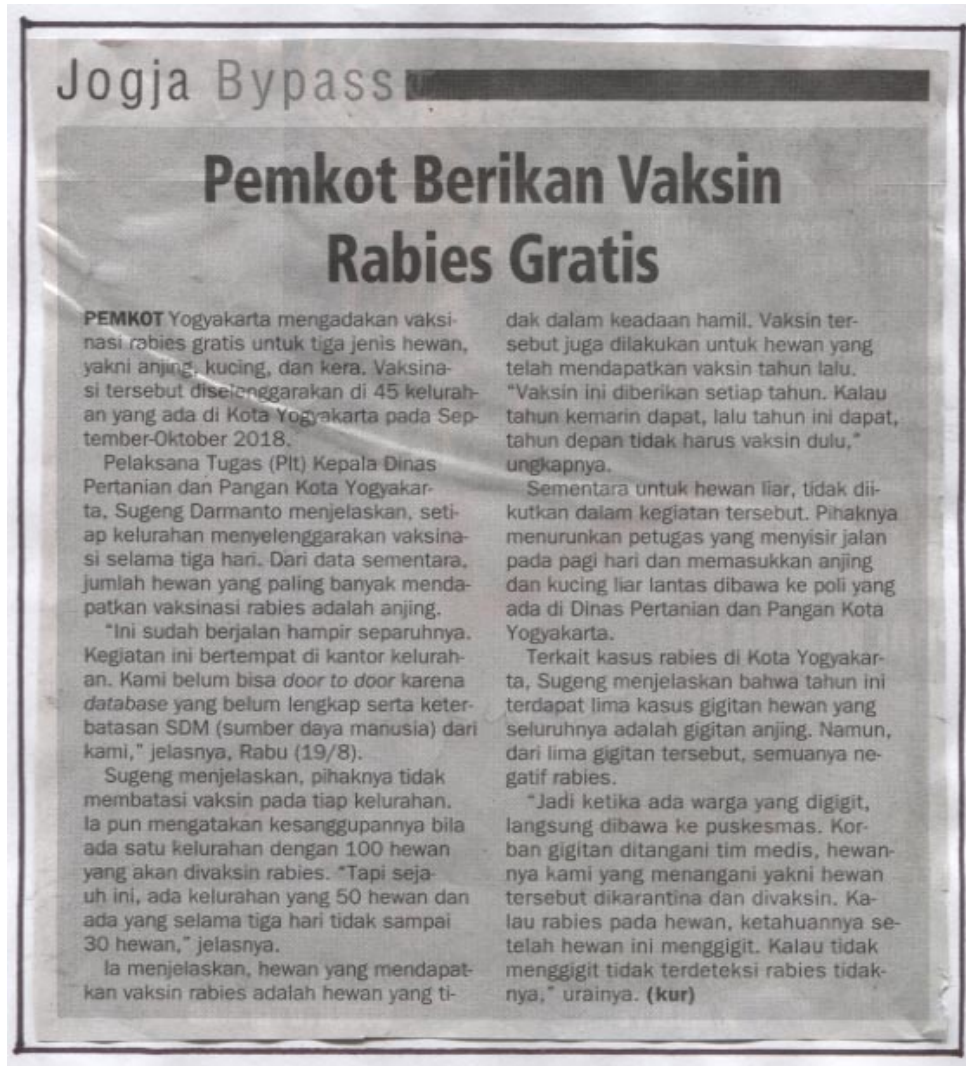 Jogja Bypass
Pemkot Berikan Vaksin
Rabies Gratis
PEMKOT Yogyakarta mengadakan vaksi-
nasi rabies gratis untuk tiga jenis hewan,
yakni anjing, kucing, dan kera. Vaksina-
si tersebut diselenggarakan di 45 kelurah-
an yang ada di Kota Yogyakarta pada Sep-
tember-Oktober 2018.
Pelaksana Tugas (Plt) Kepala Dinas
Pertanian dan Pangan Kota Yogyakar-
ta, Sugeng Darmanto menjelaskan, seti-
ap kelurahan menyelenggarakan vaksina-
si selama tiga hari. Dari data sementara,
jumlah hewan yang paling banyak menda-
patkan vaksinasi rabies adalah anjing.
"Ini sudah berjalan hampir separuhnya.
Kegiatan ini bertempat di kantor kelurah-
an. Kami belum bisa door to door karena
database yang belum lengkap serta keter-
batasan SDM (sumber daya manusia) dari
kami," jelasnya, Rabu (19/8).
Sugeng menjelaskan, pihaknya tidak
membatasi vaksin pada tiap kelurahan.
Ia pun mengatakan kesanggupannya bila
ada satu kelurahan dengan 100 hewan
yang akan divaksin rabies. "Tapi seja-
uh ini, ada kelurahan yang 50 hewan dan
ada yang selama tiga hari tidak sampai
30 hewan," jelasnya.
Ia menjelaskan, hewan yang mendapat-
kan vaksin rabies adalah hewan yang ti-
dak dalam keadaan hamil. Vaksin ter-
sebut juga dilakukan untuk hewan yang
telah mendapatkan vaksin tahun lalu.
"Vaksin ini diberikan setiap tahun. Kalau
tahun kemarin dapat, lalu tahun ini dapat,
tahun depan tidak harus vaksin dulu,"
ungkapnya.
Sementara untuk hewan liar, tidak dii-
kutkan dalam kegiatan tersebut. Pihaknya
menurunkan petugas yang menyisir jalan
pada pagi hari dan memasukkan anjing
dan kucing liar lantas dibawa ke poli yang
ada di Dinas Pertanian dan Pangan Kota
Yogyakarta.
Terkait kasus rabies di Kota Yogyakar-
ta, Sugeng menjelaskan bahwa tahun ini
terdapat lima kasus gigitan hewan yang
seluruhnya adalah gigitan anjing. Namun,
dari lima gigitan tersebut, semuanya ne-
gatif rabies.
"Jadi ketika ada warga yang digigit,
langsung dibawa ke puskesmas. Kor-
ban gigitan ditangani tim medis, hewan-
nya kami yang menangani yakni hewan
tersebut dikarantina dan divaksin. Ka-
lau rabies pada hewan, ketahuannya se-
telah hewan ini menggigit. Kalau tidak
menggigit tidak terdeteksi rabies tidak-
nya," urainya. (kur)